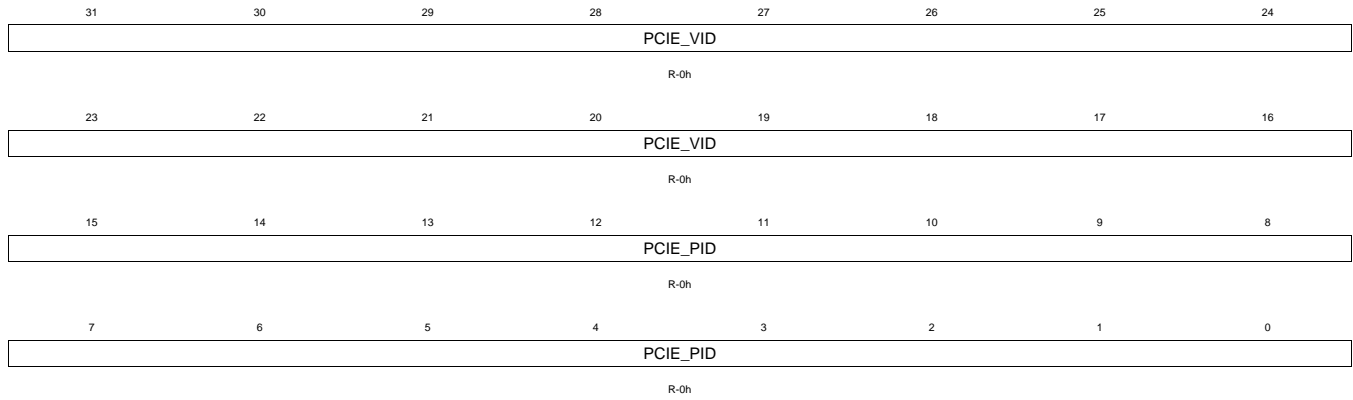 31 30 29 28 27 26 25 24
PCIE_VID
R-0h
23 22 21 20 19 18 17 16
PCIE_VID
R-0h
15 14 13 12 11 10 9 8
PCIE_PID
R-0h
7 6 5 4 3 2 1 0
PCIE_PID
R-0h